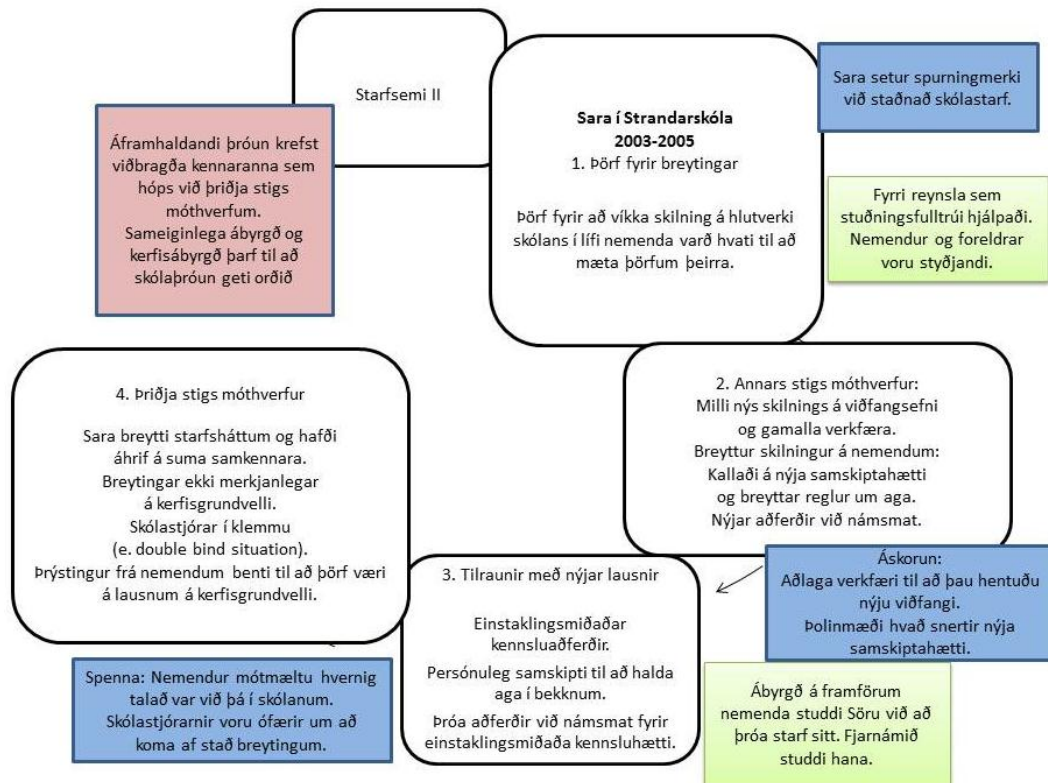 Starfsemi II
Sara í Strandarskóla
2003-2005
1. Þörf fyrir breytingar
Þörf fyrir að víkka skilning á hlutverki
skólans í lífi nemenda varð hvati til að
mæta þörfum þeirra.
Sara setur spurningmerki
við staðnað skólastarf.
Fyrri reynsla sem
stuðningsfulltrúi hjálpaði.
Nemendur og foreldrar
voru styðjandi.
2. Annars stigs móthverfur:
Milli nýs skilnings á viðfangsefni
og gamalla verkfæra.
Breyttur skilningur á nemendum:
Kallaði á nýja samskiptahætti
og breyttar reglur um aga.
Nýjar aðferðir við námsmat.
Áskorun:
Aðlaga verkfæri til að þau hentuðu
nýju viðfangi.
Þolinmæði hvað snertir nýja
samskiptahætti.
Ábyrgð á framförum
nemenda studdi Söru við að
þróa starf sitt. Fjarnámið
studdi hana.
3. Tilraunir með nýjar lausnir
Einstaklingsmiðaðar
kennsluaðferðir.
Persónuleg samskipti til að halda
aga í bekknum.
Þróa aðferðir við námsmat fyrir
einstaklingsmiðaða kennsluhætti.
4. Þriðja stigs móthverfur
Sara breytti starfsháttum og hafði
áhrif á suma samkennara.
Breytingar ekki merkjanlegar
á kerfisgrundvelli.
Skólastjórar í klemmu
(e. double bind situation).
Þrýstingur frá nemendum benti til að þörf væri
á lausnum á kerfisgrundvelli.
Spenna: Nemendur mótmæltu hvernig
talað var við þá í skólanum.
Skólastjórarnir voru ófærir um að
koma af stað breytingum.
Áframhaldandi þróun krefst
viðbragða kennaranna sem
hóps við þriðja stigs
móthverfum.
Sameiginlega ábyrgð og
kerfisábyrgð þarf til að
skólaþróun geti orðið